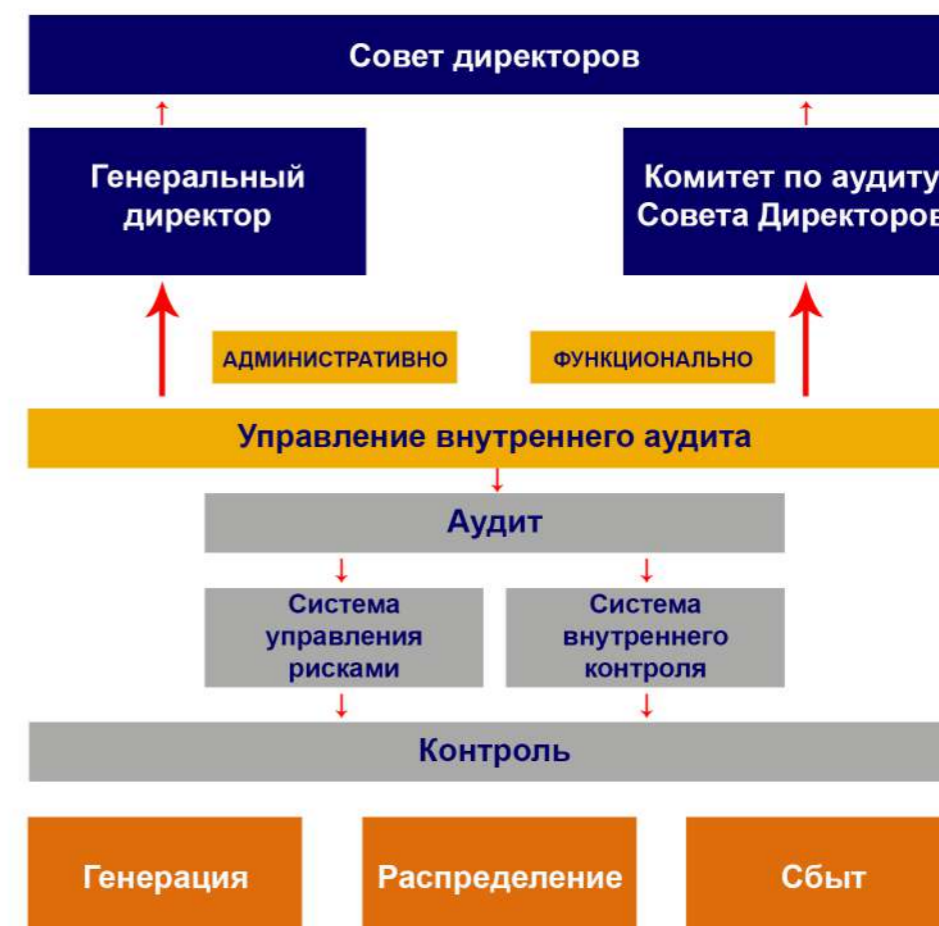 Совет директоров
Генеральный
директор
Комитет по аудиту
Совета Директоров
АДМИНИСТРАТИВНО
ФУНКЦИОНАЛЬНО
Управление внутреннего аудита
Аудит
Система
управления
рисками
Система
внутреннего
контроля
Контроль
Генерация
Распределение
Сбыт